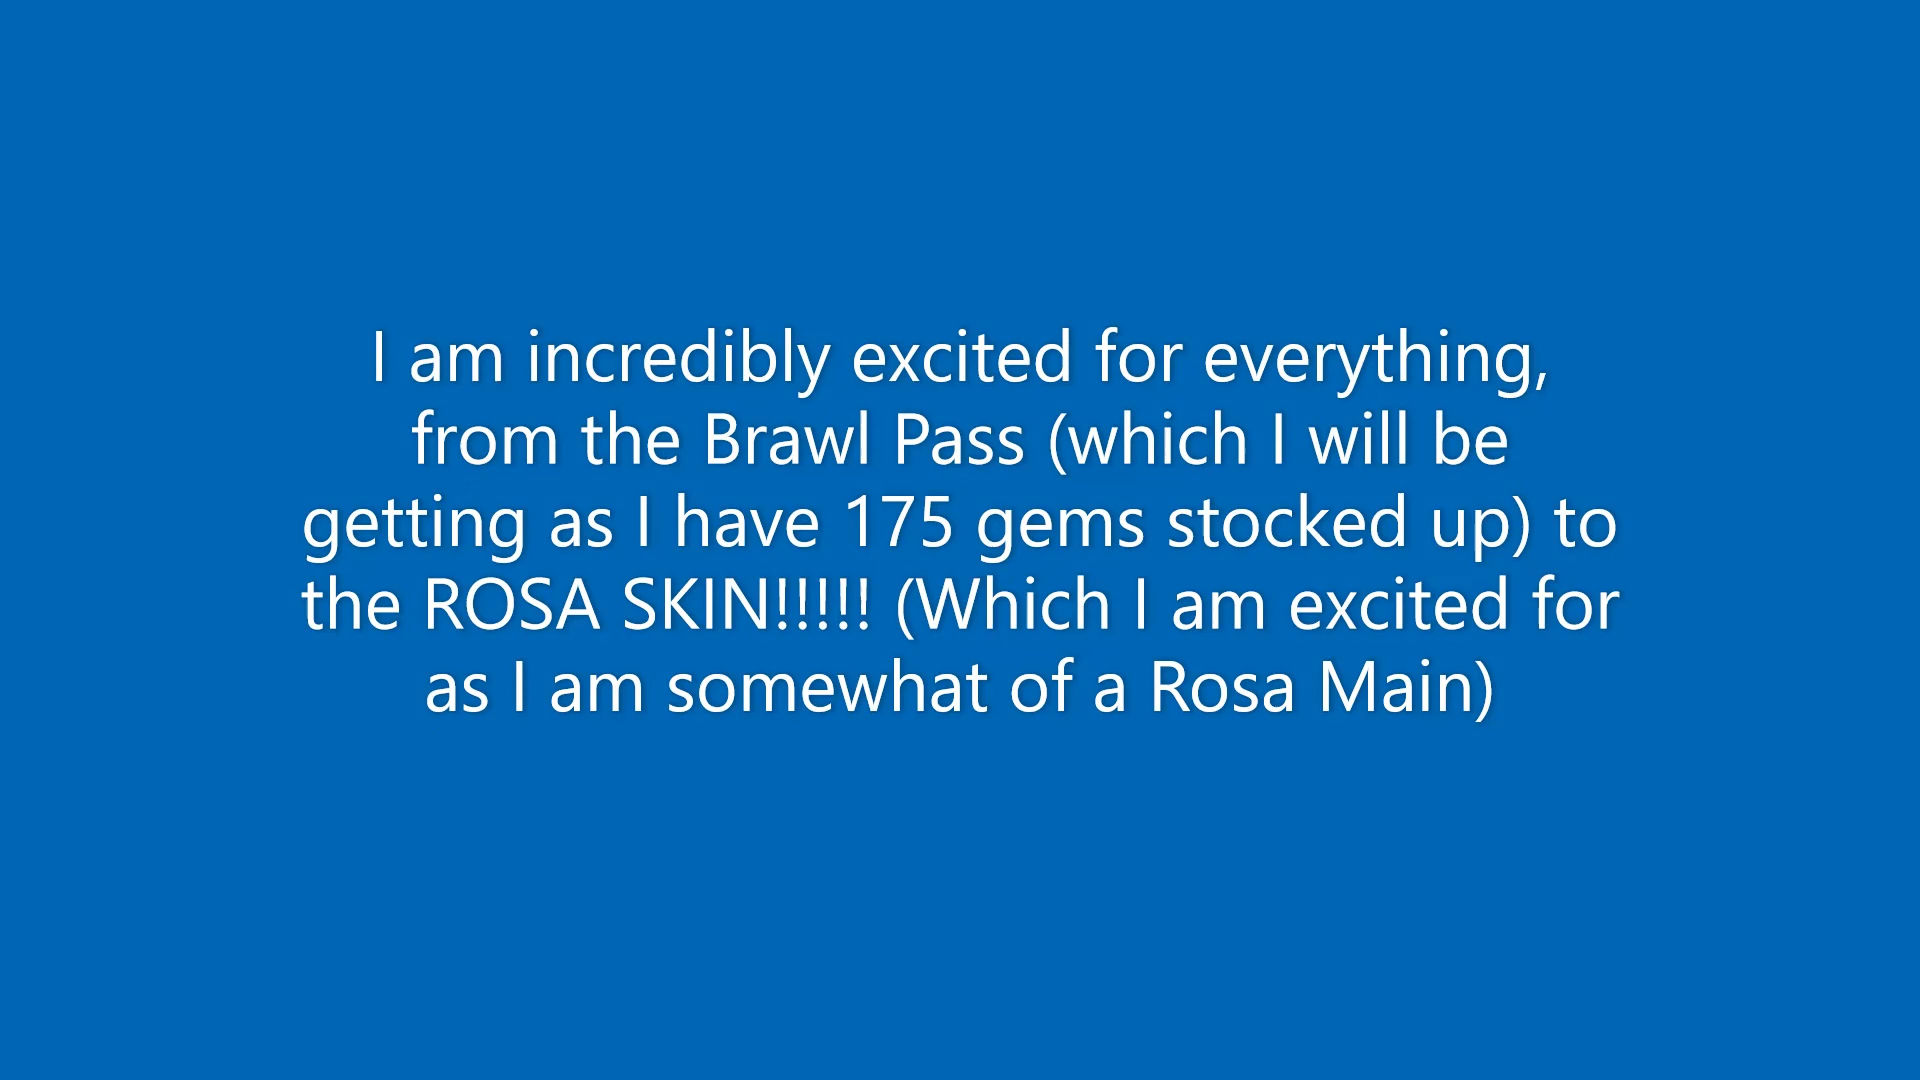 I am incredibly excited for everything,
from the Brawl Pass (which I will be
getting as I have 175 gems stocked up) to
the ROSA SKIN!!!!! (Which I am excited for
as I am somewhat of a Rosa Main)